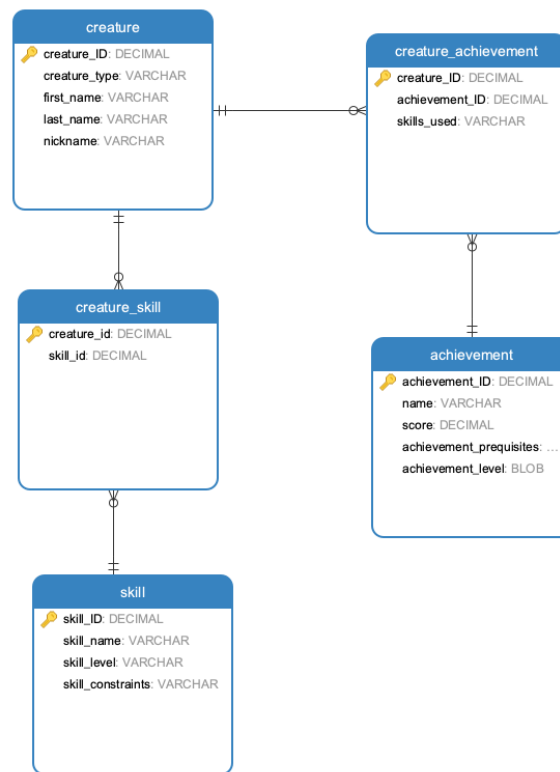 creature
creature_ID: DECIMAL
creature_type: VARCHAR
first_name: VARCHAR
last_name: VARCHAR
nickname: VARCHAR
creature_achievement
creature_ID: DECIMAL
achievement_ID: DECIMAL
skills_used: VARCHAR
creature_skill
creature_id: DECIMAL
skill_id: DECIMAL
achievement
achievement_ID: DECIMAL
name: VARCHAR
score: DECIMAL
achievement_prequisites: ...
achievement_level: BLOB
skill
skill_ID: DECIMAL
skill_name: VARCHAR
skill_level: VARCHAR
skill_constraints: VARCHAR